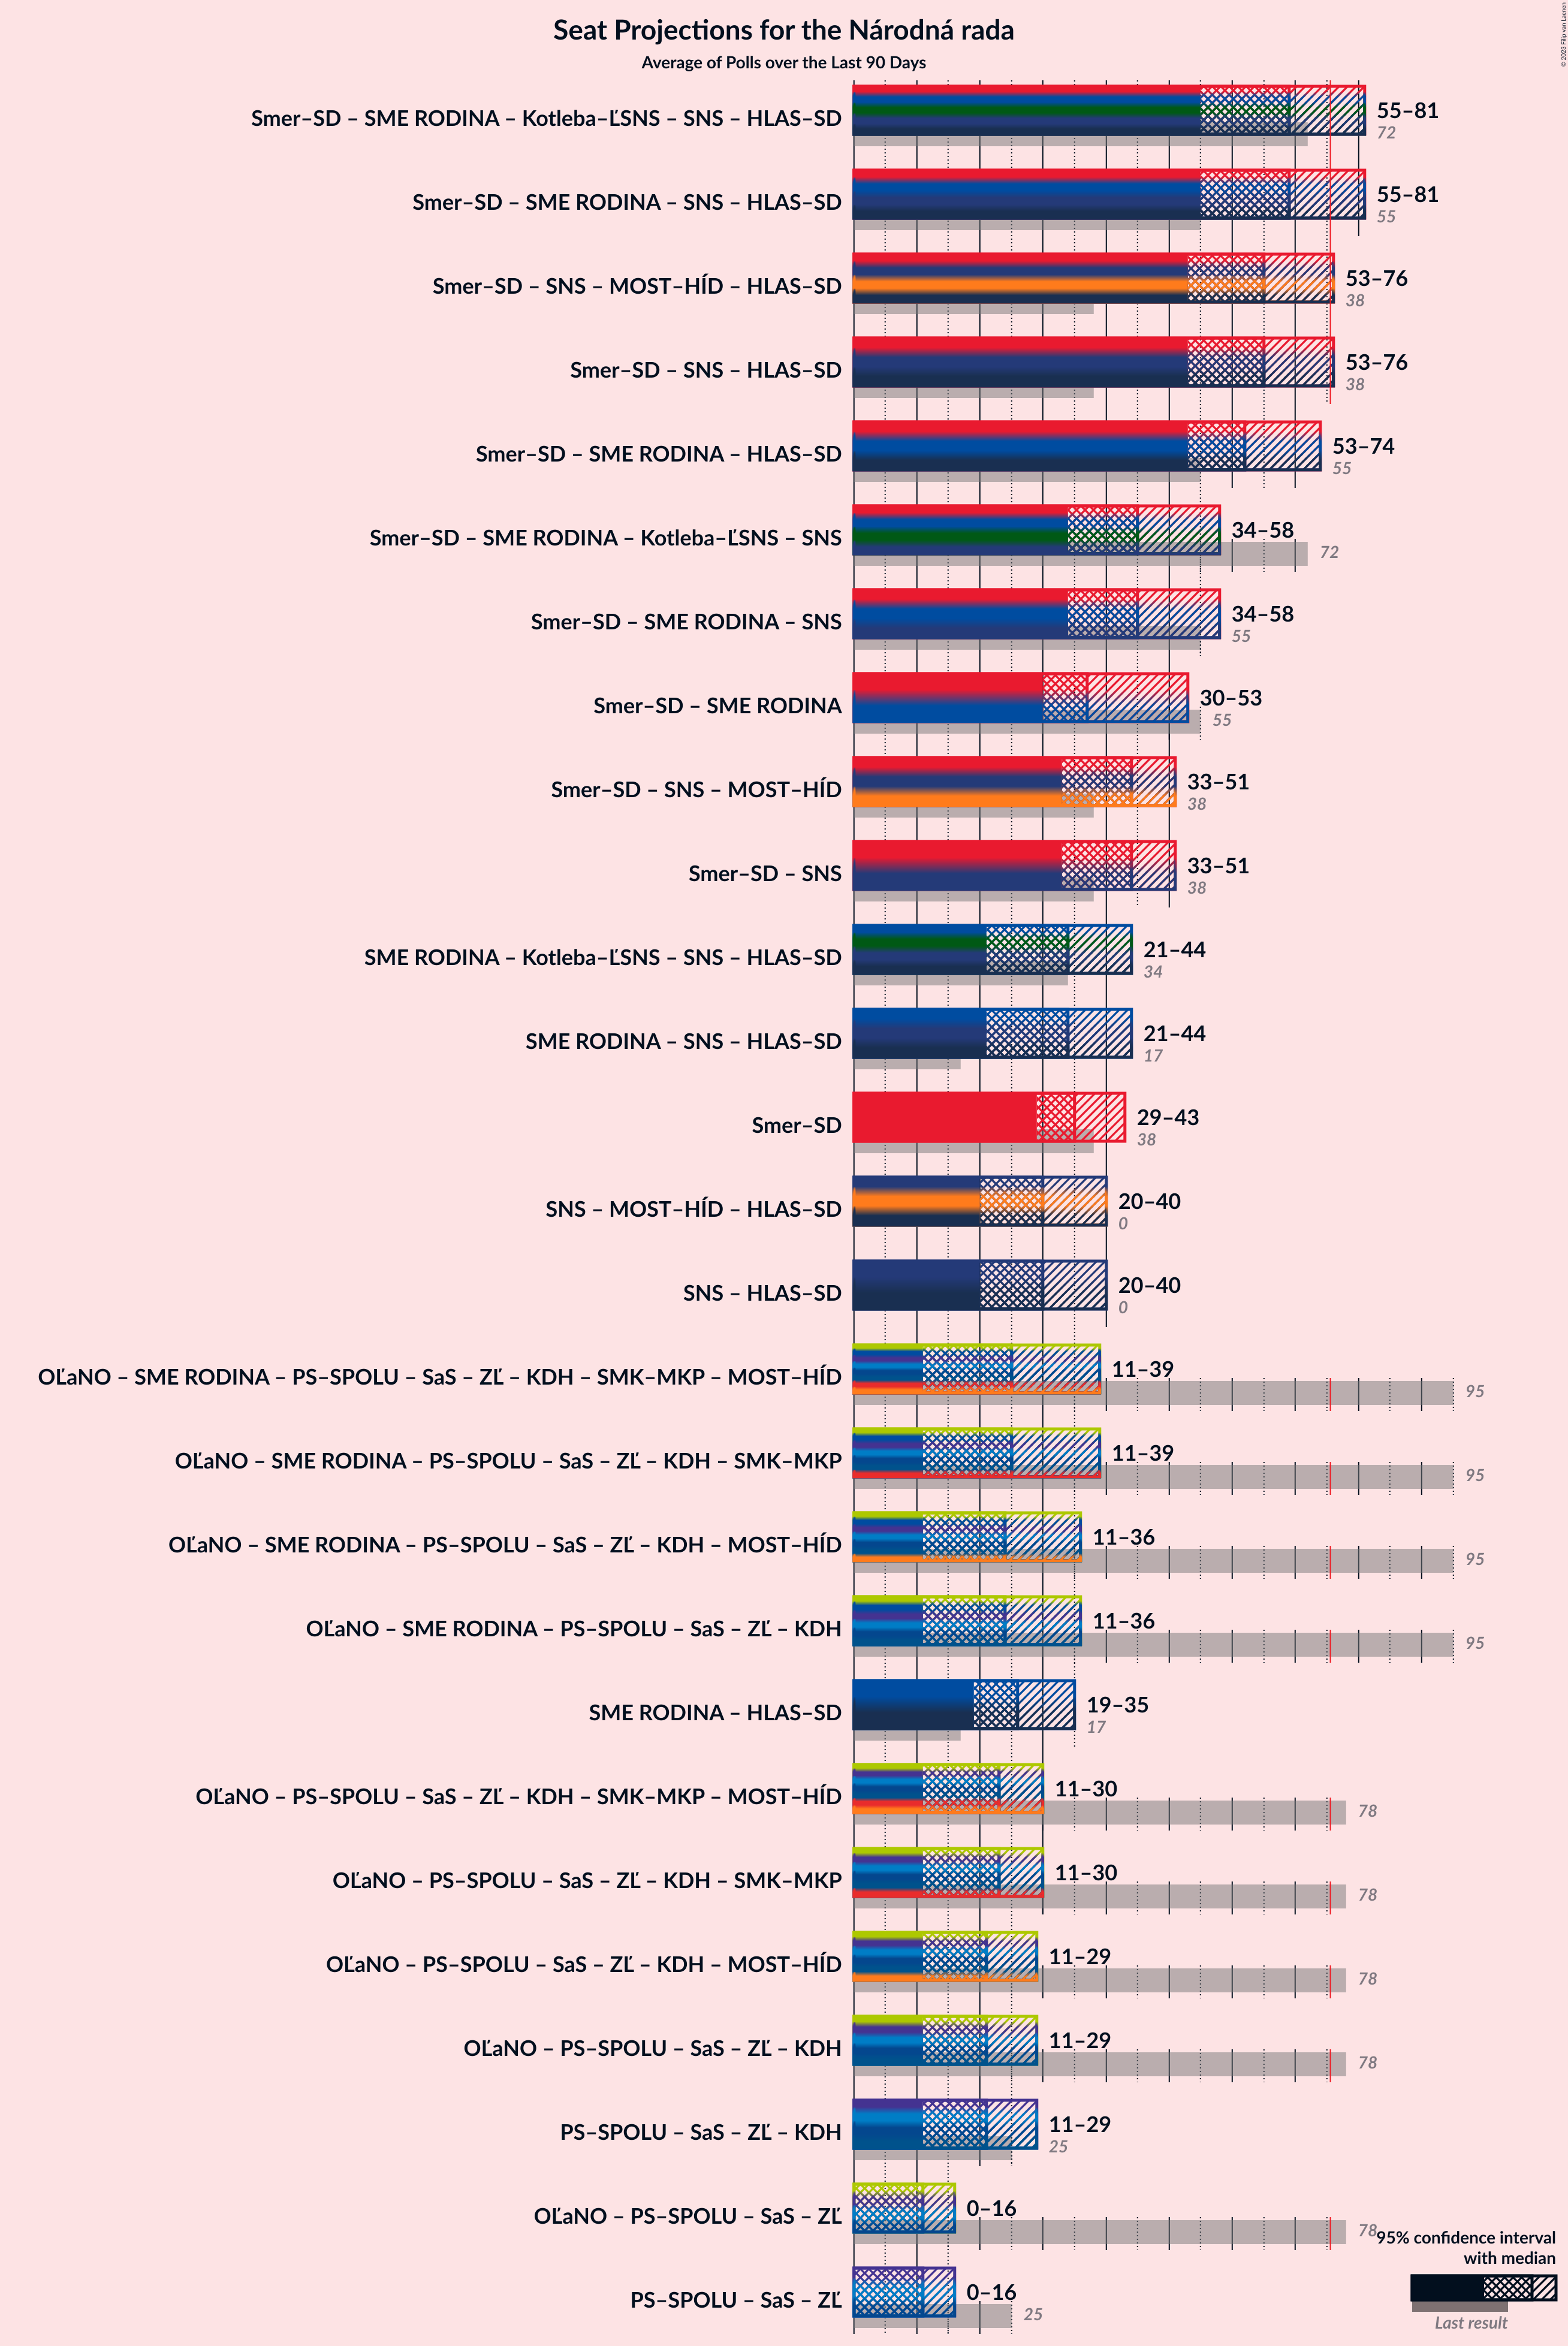 Seat Projections for the Národná rada
Average of Polls over the Last 90 Days
© 2023 Filip van Laenen
Smer–SD – SME RODINA – Kotleba–ĽSNS – SNS – HLAS–SD
55–81
72
Smer–SD – SME RODINA – SNS – HLAS–SD
55–81
55
Smer–SD – SNS – MOST–HÍD – HLAS–SD
53–76
38
Smer–SD – SNS – HLAS–SD
53–76
38
Smer–SD – SME RODINA – HLAS–SD
53–74
55
Smer–SD – SME RODINA – Kotleba–ĽSNS – SNS
34–58
72
Smer–SD – SME RODINA – SNS
34–58
55
Smer–SD – SME RODINA
30–53
55
Smer–SD – SNS – MOST–HÍD
33–51
38
Smer–SD – SNS
33–51
38
SME RODINA – Kotleba–ĽSNS – SNS – HLAS–SD
21–44
34
SME RODINA – SNS – HLAS–SD
21–44
17
Smer–SD
29–43
38
SNS – MOST–HÍD – HLAS–SD
20–40
0
SNS – HLAS–SD
20–40
0
OĽaNO – SME RODINA – PS–SPOLU – SaS – ZĽ – KDH – SMK–MKP – MOST–HÍD
11–39
95
OĽaNO – SME RODINA – PS–SPOLU – SaS – ZĽ – KDH – SMK–MKP
11–39
95
OĽaNO – SME RODINA – PS–SPOLU – SaS – ZĽ – KDH – MOST–HÍD
11–36
95
OĽaNO – SME RODINA – PS–SPOLU – SaS – ZĽ – KDH
11–36
95
SME RODINA – HLAS–SD
19–35
17
OĽaNO – PS–SPOLU – SaS – ZĽ – KDH – SMK–MKP – MOST–HÍD
11–30
78
OĽaNO – PS–SPOLU – SaS – ZĽ – KDH – SMK–MKP
11–30
78
OĽaNO – PS–SPOLU – SaS – ZĽ – KDH – MOST–HÍD
11–29
78
OĽaNO – PS–SPOLU – SaS – ZĽ – KDH
11–29
78
PS–SPOLU – SaS – ZĽ – KDH
11–29
25
OĽaNO – PS–SPOLU – SaS – ZĽ
0–16
78
PS–SPOLU – SaS – ZĽ
0–16
25
95% confidence interval
with median
Last result